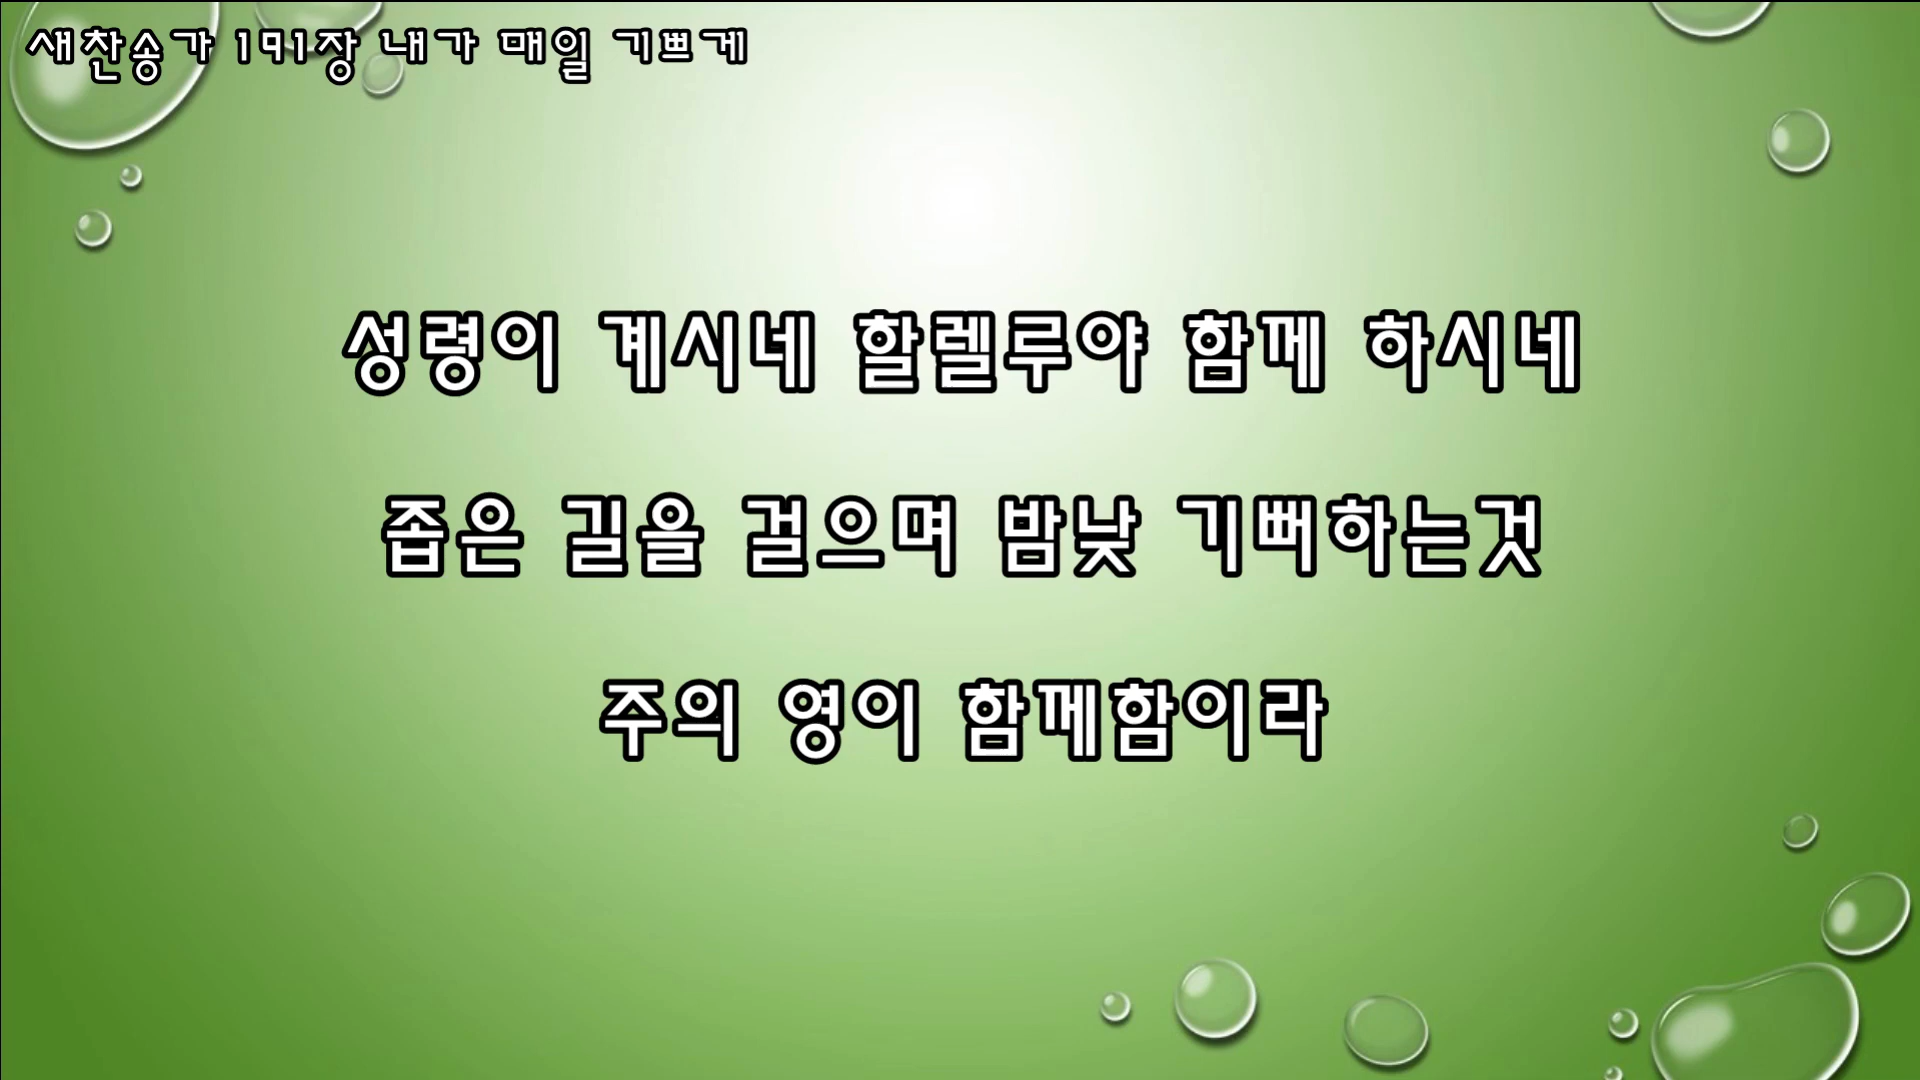 새찬송가 191장 내가 매일 기쁘게
성령이 계시네 할렐루야 함께 하시네
좁은 길을 걸으며 밤낮 기뻐하는것
주의 영이 함께함이라